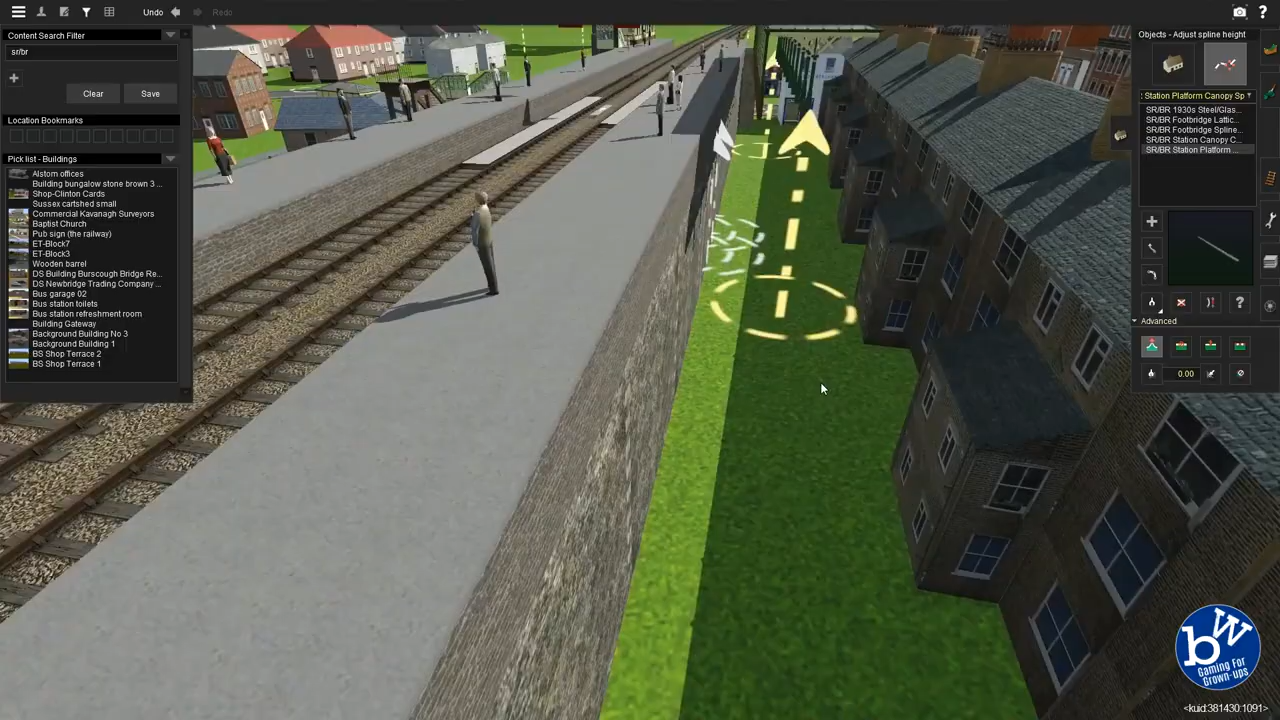 Undo
Redo
Content Search Filter
sr/br
Clear
Save
Location Bookmarks
Pick list - Buildings
Alstom offices
Building bungalow stone brown 3 ...
Shop-Clinton Cards
Sussex cartshed small
Commercial Kavanagh Surveyors
Baptist Church
Pub sign (the railway)
ET-Block7
ET-Block3
Wooden barrel
DS Building Burscough Bridge Re...
DS Newbridge Trading Company ...
Bus garage 02
Bus station toilets
Bus station refreshment room
Building Gateway
Background Building No 3
Background Building 1
BS Shop Terrace 2
BS Shop Terrace 1
Objects - Adjust spline height
: Station Platform Canopy Sp
SR/BR 1930s Steel/Glas...
SR/BR Footbridge Lattic...
SR/BR Footbridge Spline...
SR/BR Station Canopy C...
SR/BR Station Platform ...
Advanced
0.00
bW
Gaming For
Grown-ups
<kuid:381430:1091>